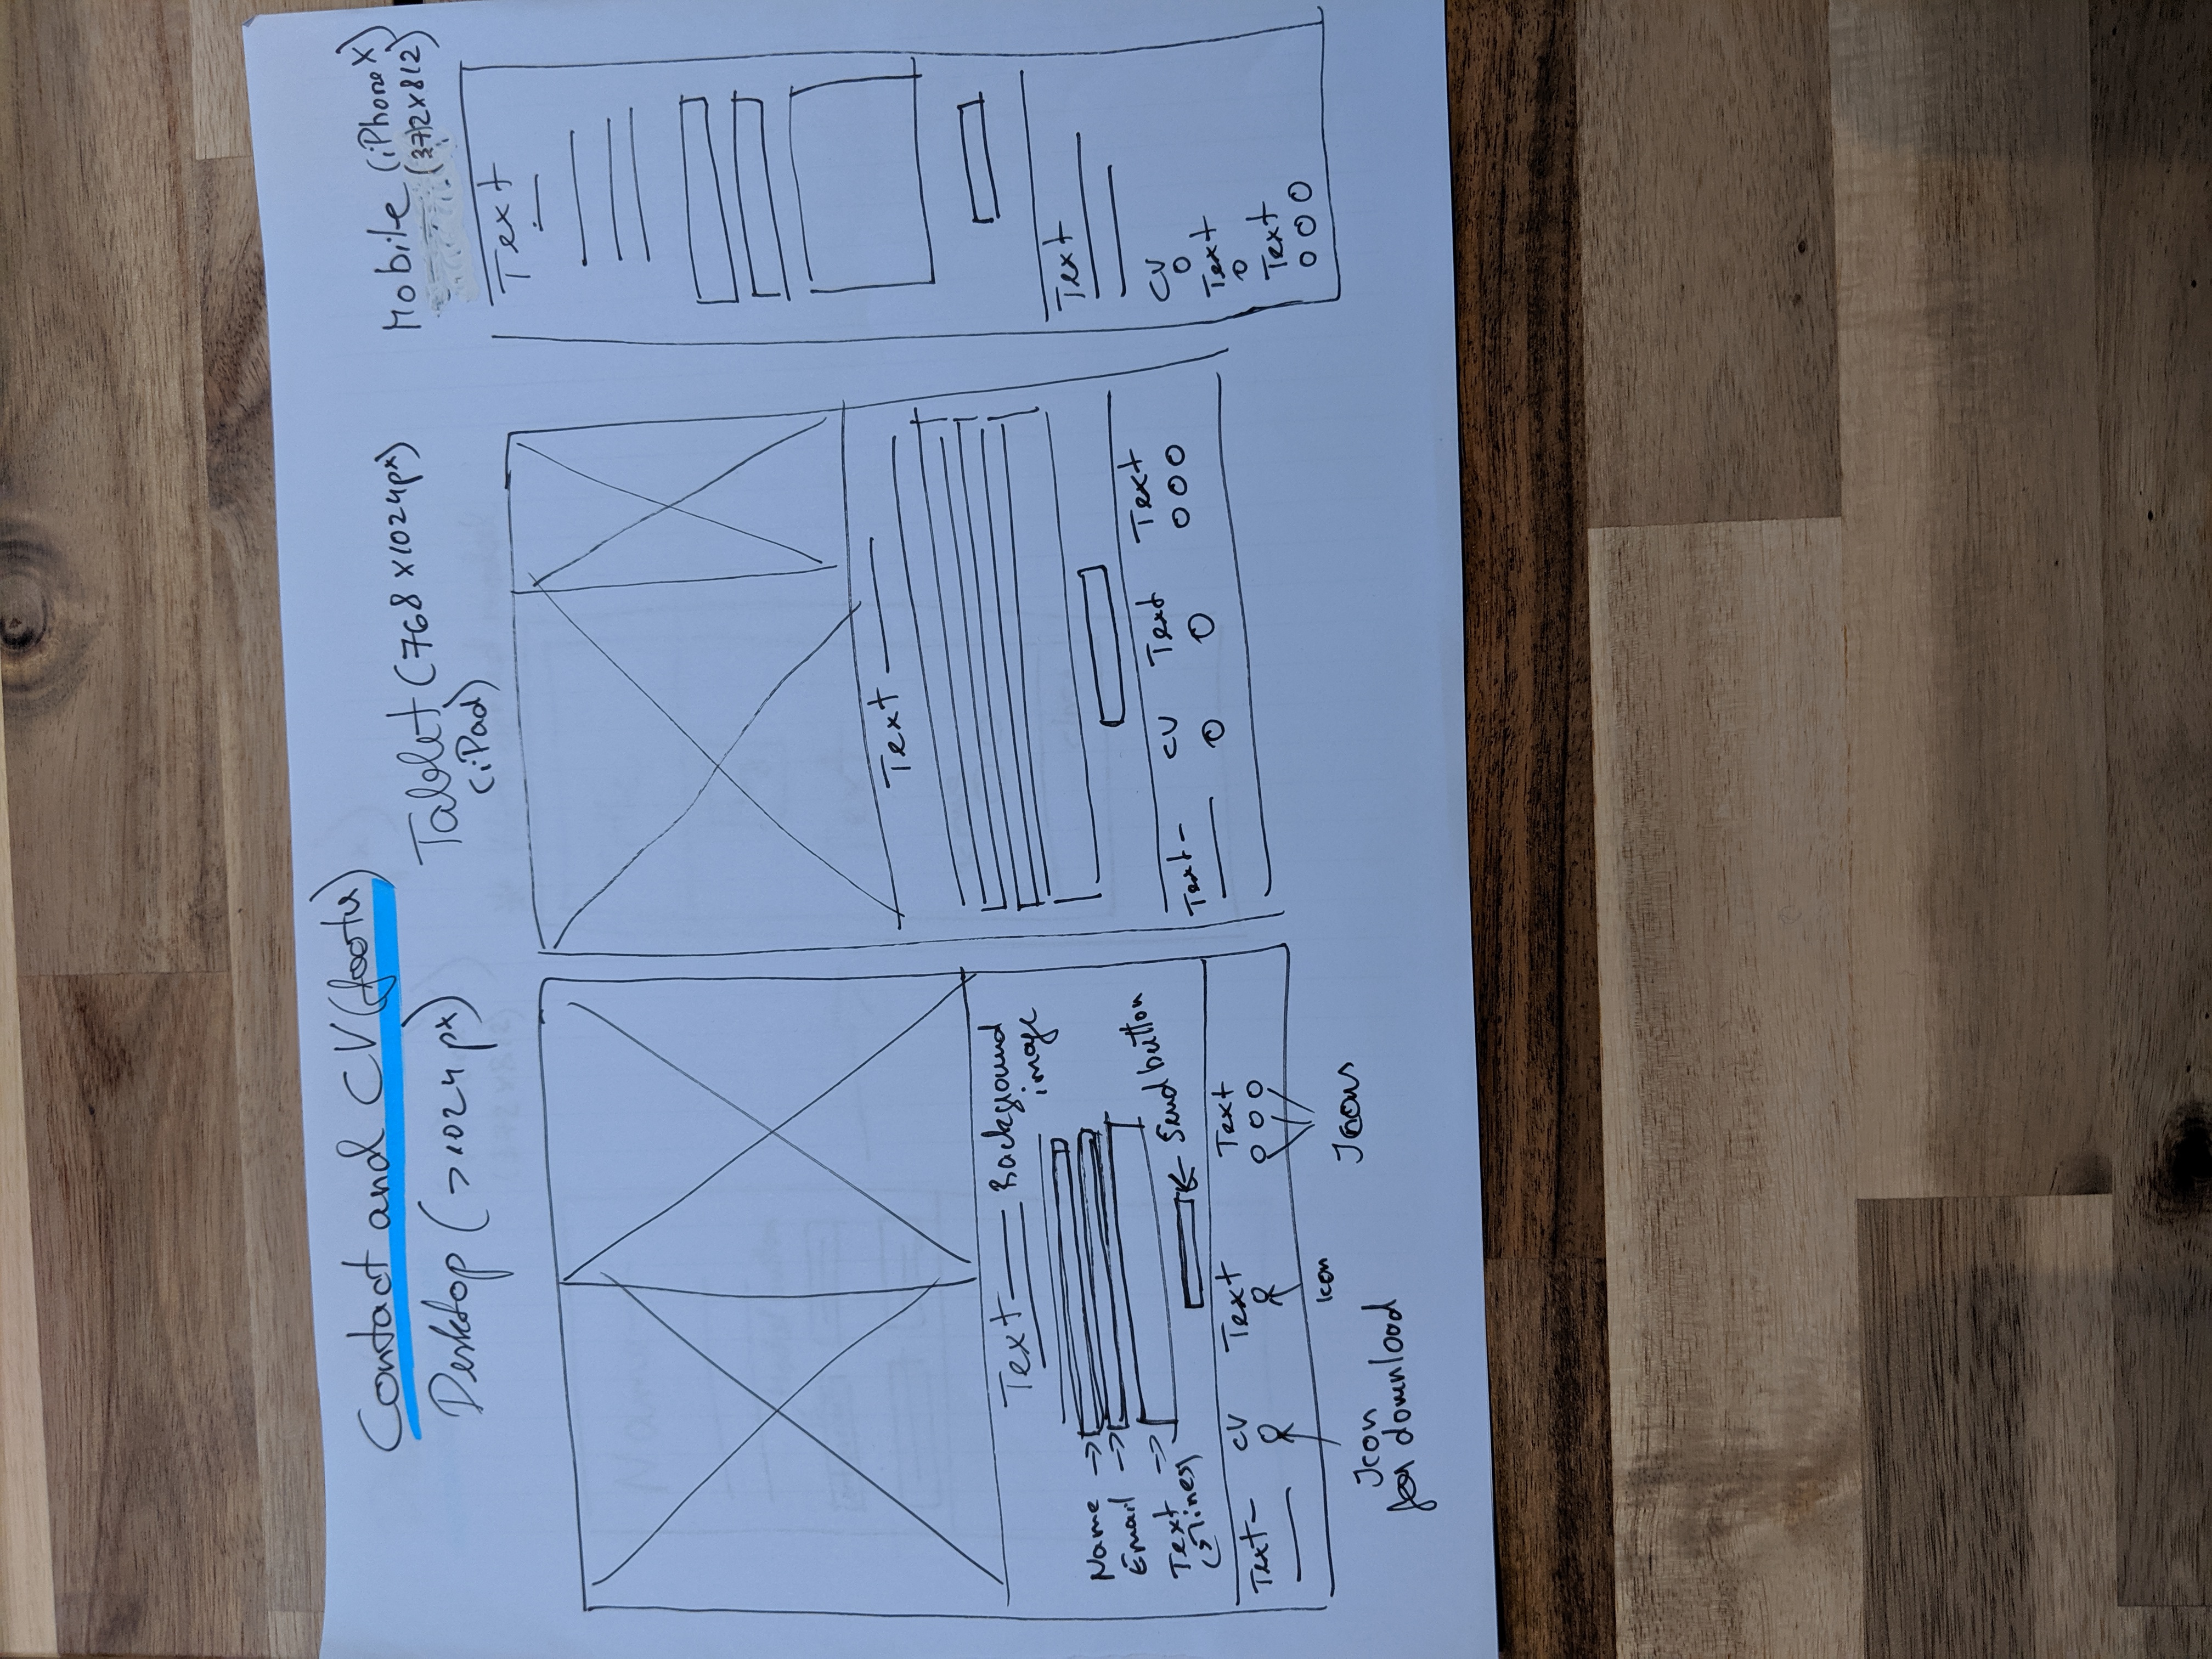 Contact and CV (footer)
Desktop (>1024 px)
Text
Background
image
Name
Email
Text
(5 lines)
Send button
Text
CV
Text
Text
Icon
for download
Icon
Icons
Tablet (768 x 1024px)
(iPad)
Text
Text
CV
Text
Text
Mobile (iPhone X)
(372x812)
Text
Text
CV
Text
Text